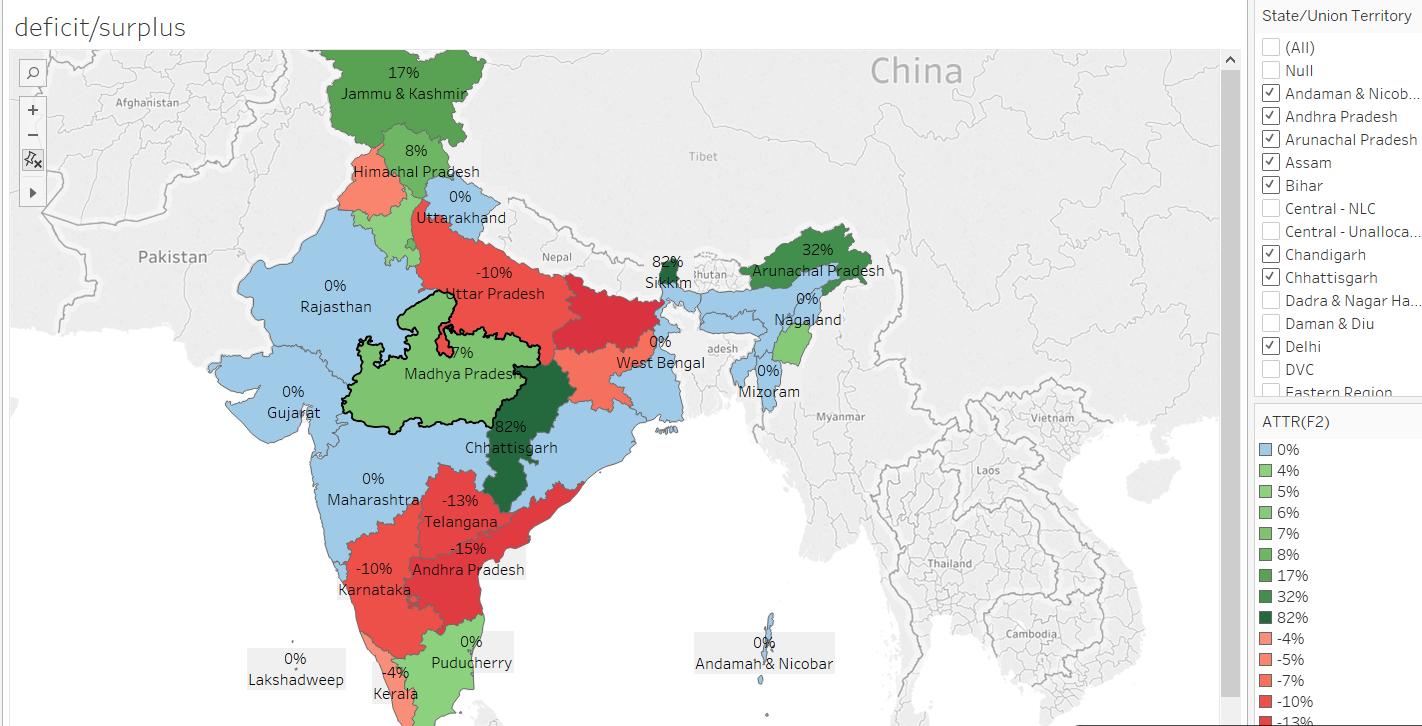 deficit/surplus
China
Afghanistan
Tibet
Pakistan
Nepal
Bhutan
adesh
Myanmar
Vietnam
Laos
Thailand
Cambodia
17%
Jammu & Kashmir
8%
Himachal Pradesh
0%
Uttarakhand
-10%
Uttar Pradesh
0%
Rajasthan
82%
Sikkim
32%
Arunachal Pradesh
0%
Nagaland
7%
Madhya Pradesh
0%
West Bengal
0%
Mizoram
0%
Gujarat
82%
Chhattisgarh
0%
Maharashtra
-13%
Telangana
-15%
Andhra Pradesh
-10%
Karnataka
0%
Puducherry
-4%
Kerala
0%
Lakshadweep
0%
Andamah & Nicobar
State/Union Territory
(All)
Null
Andaman & Nicob...
Andhra Pradesh
Arunachal Pradesh
Assam
Bihar
Central - NLC
Central - Unalloca...
Chandigarh
Chhattisgarh
Dadra & Nagar Ha...
Daman & Diu
Delhi
DVC
Eastern Region
ATTR(F2)
0%
4%
5%
6%
7%
8%
17%
32%
82%
-4%
-5%
-7%
-10%
-13%